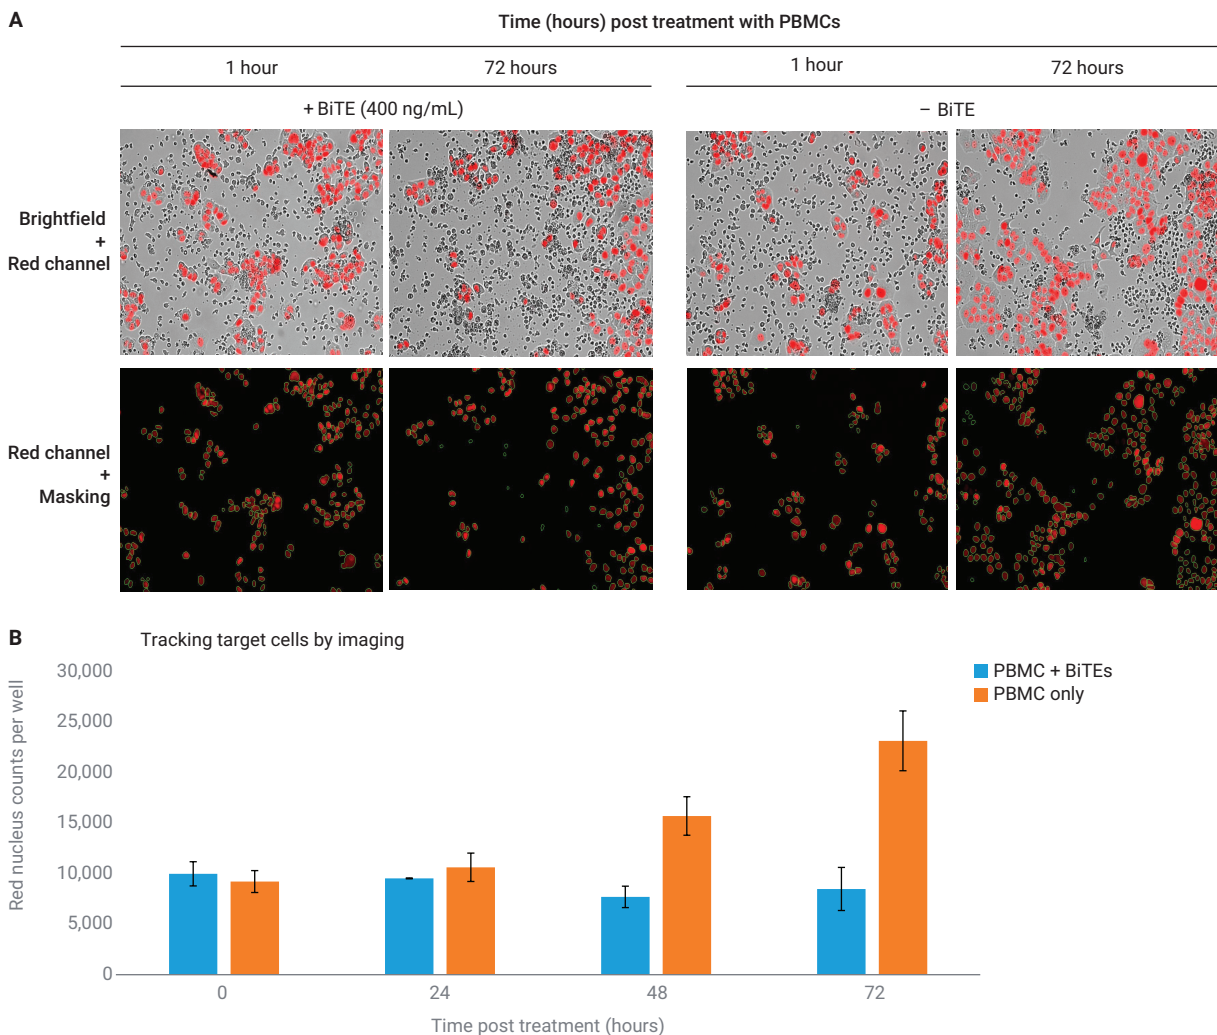 A
Time (hours) post treatment with PBMCs
1 hour
72 hours
1 hour
72 hours
+ BiTE (400 ng/mL)
– BiTE
Brightfield
+
Red channel
Red channel
+
Masking
B
Tracking target cells by imaging
PBMC + BiTEs
PBMC only
Red nucleus counts per well
30,000
25,000
20,000
15,000
10,000
5,000
0
0
24
48
72
Time post treatment (hours)